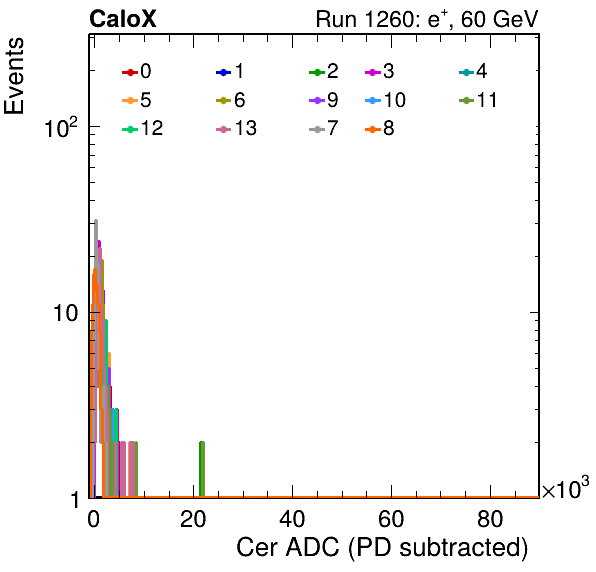 CaloX Run 1260: e⁺, 60 GeV
Events
0 1 2 3 4
5 6 9 10 11
12 13 7 8
10²
10
1
0 20 40 60 80
×10³
Cer ADC (PD subtracted)